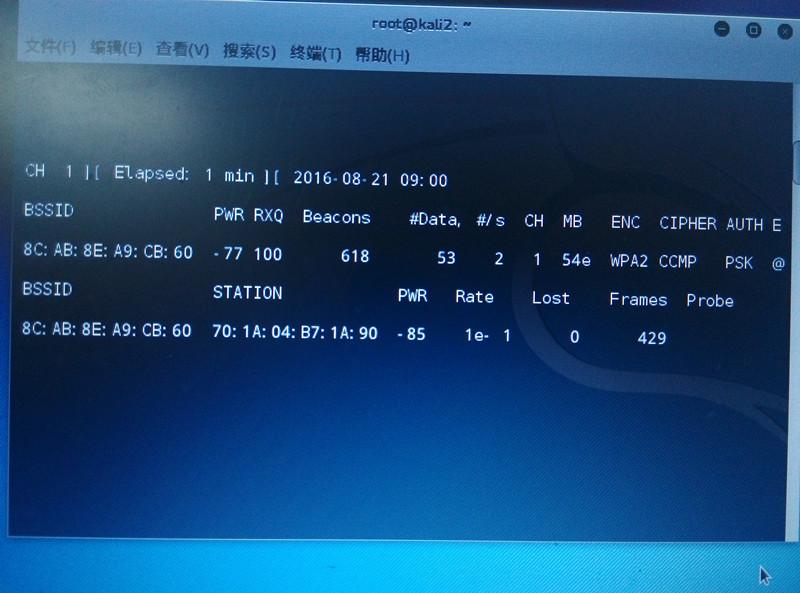 root@kali2: ~
文件(F) 编辑(E) 查看(V) 搜索(S) 终端(T) 帮助(H)
CH 1 ][ Elapsed: 1 min ][ 2016-08-21 09:00
BSSID PWR RXQ Beacons #Data, #/s CH MB ENC CIPHER AUTH E
8C:AB:8E:A9:CB:60 -77 100 618 53 2 1 54e WPA2 CCMP PSK @
BSSID STATION PWR Rate Lost Frames Probe
8C:AB:8E:A9:CB:60 70:1A:04:B7:1A:90 -85 1e- 1 0 429